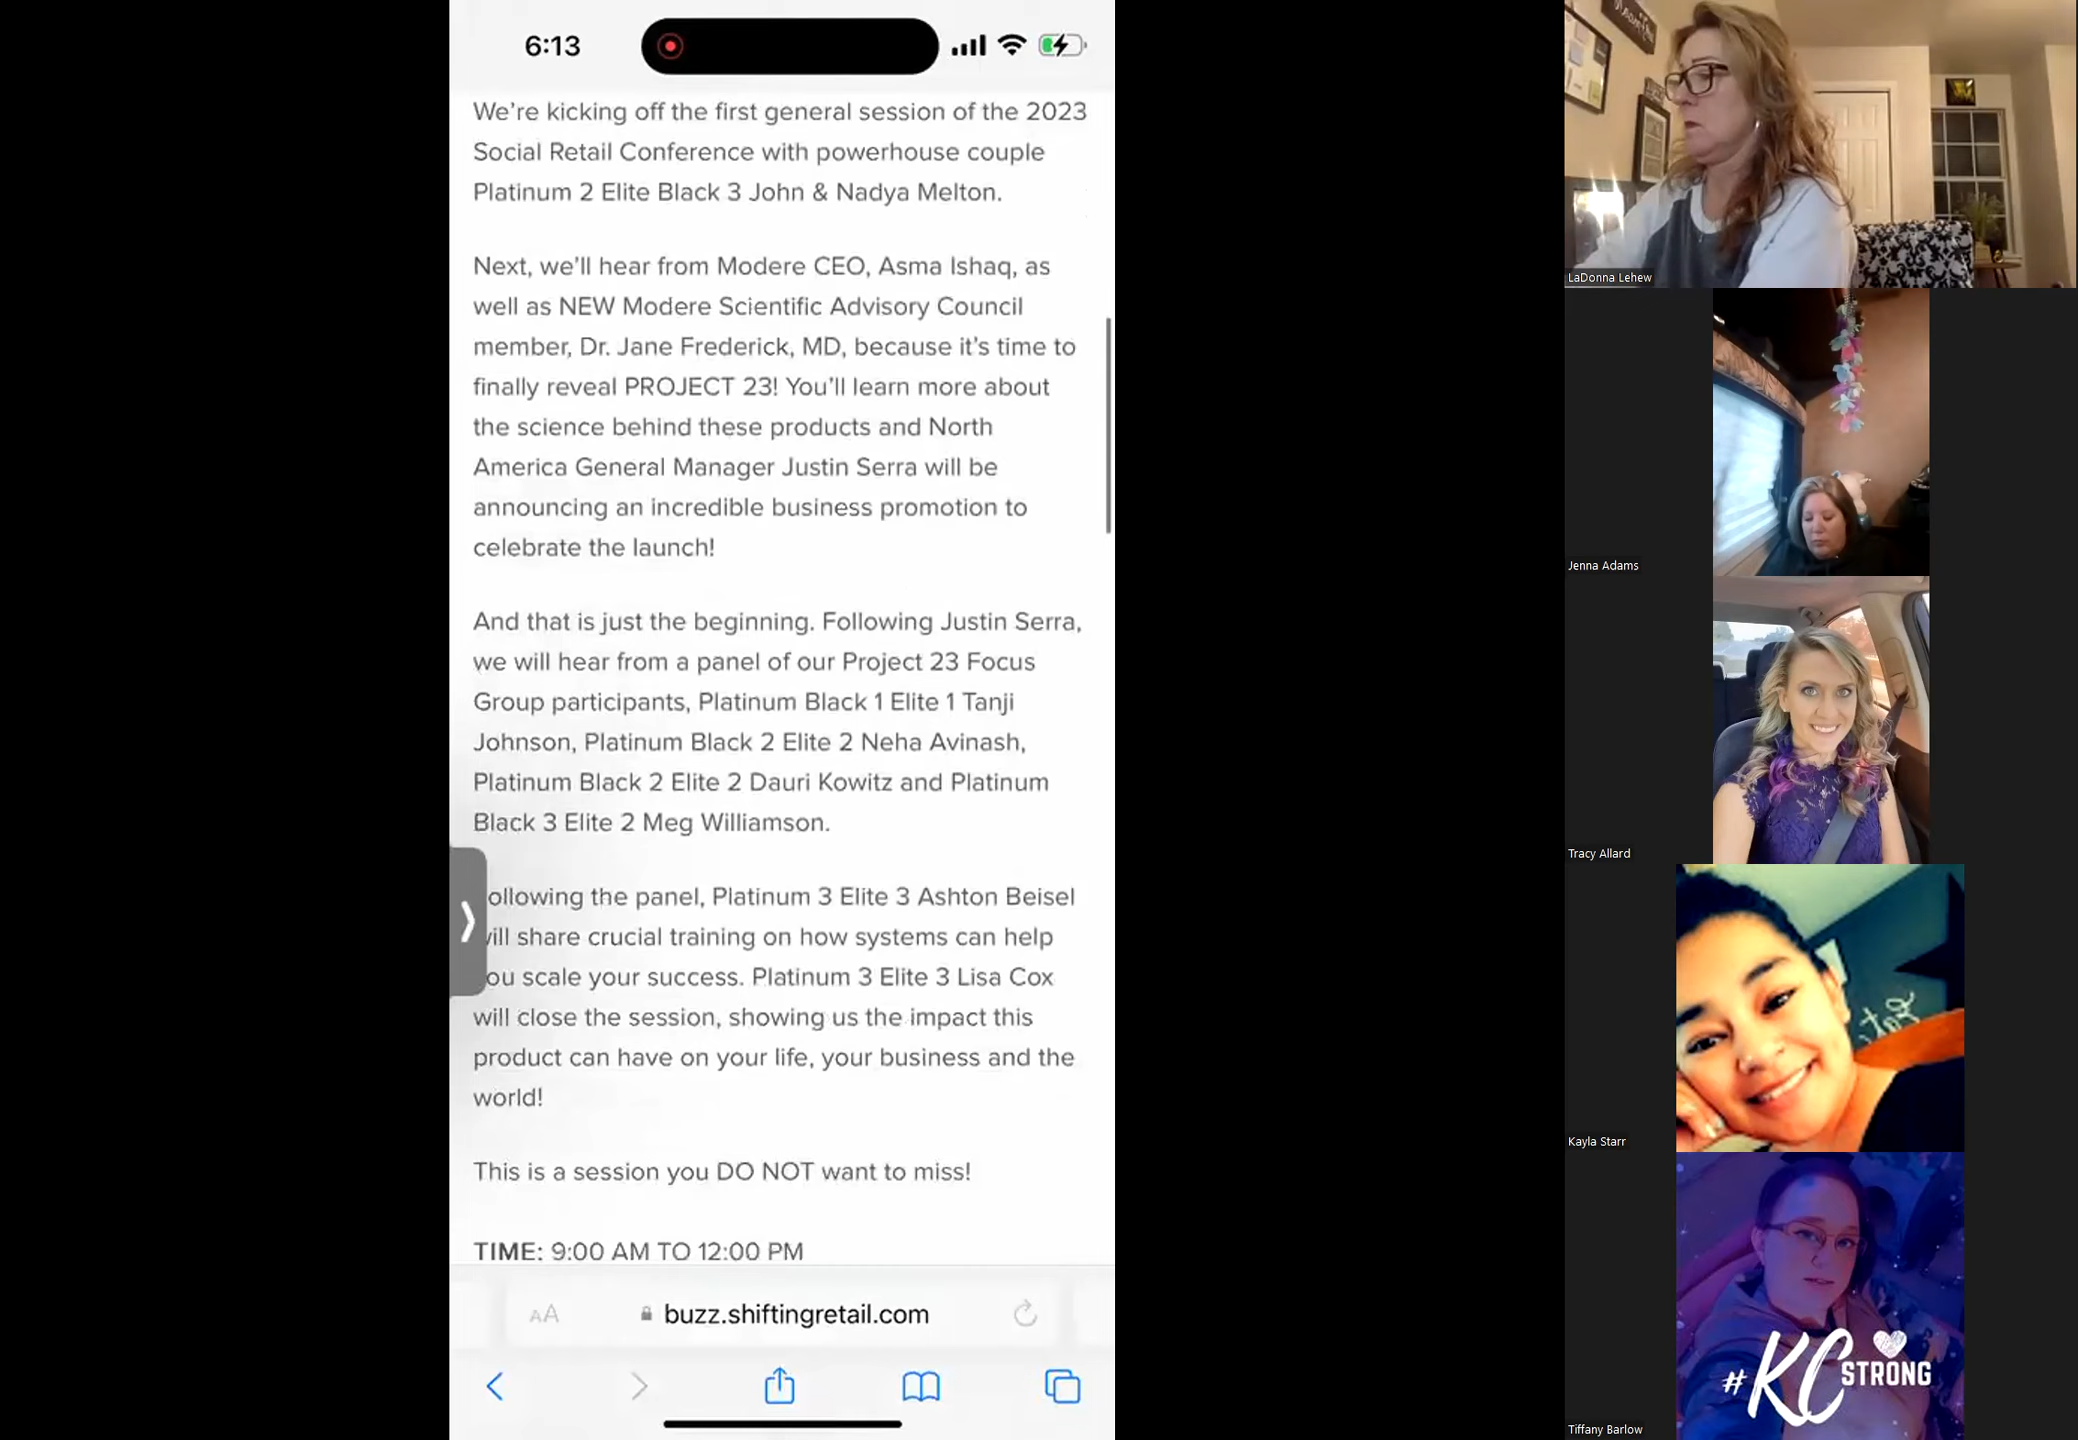 6:13
We’re kicking off the first general session of the 2023
Social Retail Conference with powerhouse couple
Platinum 2 Elite Black 3 John & Nadya Melton.
Next, we’ll hear from Modere CEO, Asma Ishaq, as
well as NEW Modere Scientific Advisory Council
member, Dr. Jane Frederick, MD, because it’s time to
finally reveal PROJECT 23! You’ll learn more about
the science behind these products and North
America General Manager Justin Serra will be
announcing an incredible business promotion to
celebrate the launch!
And that is just the beginning. Following Justin Serra,
we will hear from a panel of our Project 23 Focus
Group participants, Platinum Black 1 Elite 1 Tanji
Johnson, Platinum Black 2 Elite 2 Neha Avinash,
Platinum Black 2 Elite 2 Dauri Kowitz and Platinum
Black 3 Elite 2 Meg Williamson.
ollowing the panel, Platinum 3 Elite 3 Ashton Beisel
ill share crucial training on how systems can help
ou scale your success. Platinum 3 Elite 3 Lisa Cox
will close the session, showing us the impact this
product can have on your life, your business and the
world!
This is a session you DO NOT want to miss!
TIME: 9:00 AM TO 12:00 PM
AA
buzz.shiftingretail.com
LaDonna Lehew
Jenna Adams
Tracy Allard
Kayla Starr
#KC STRONG
Tiffany Barlow